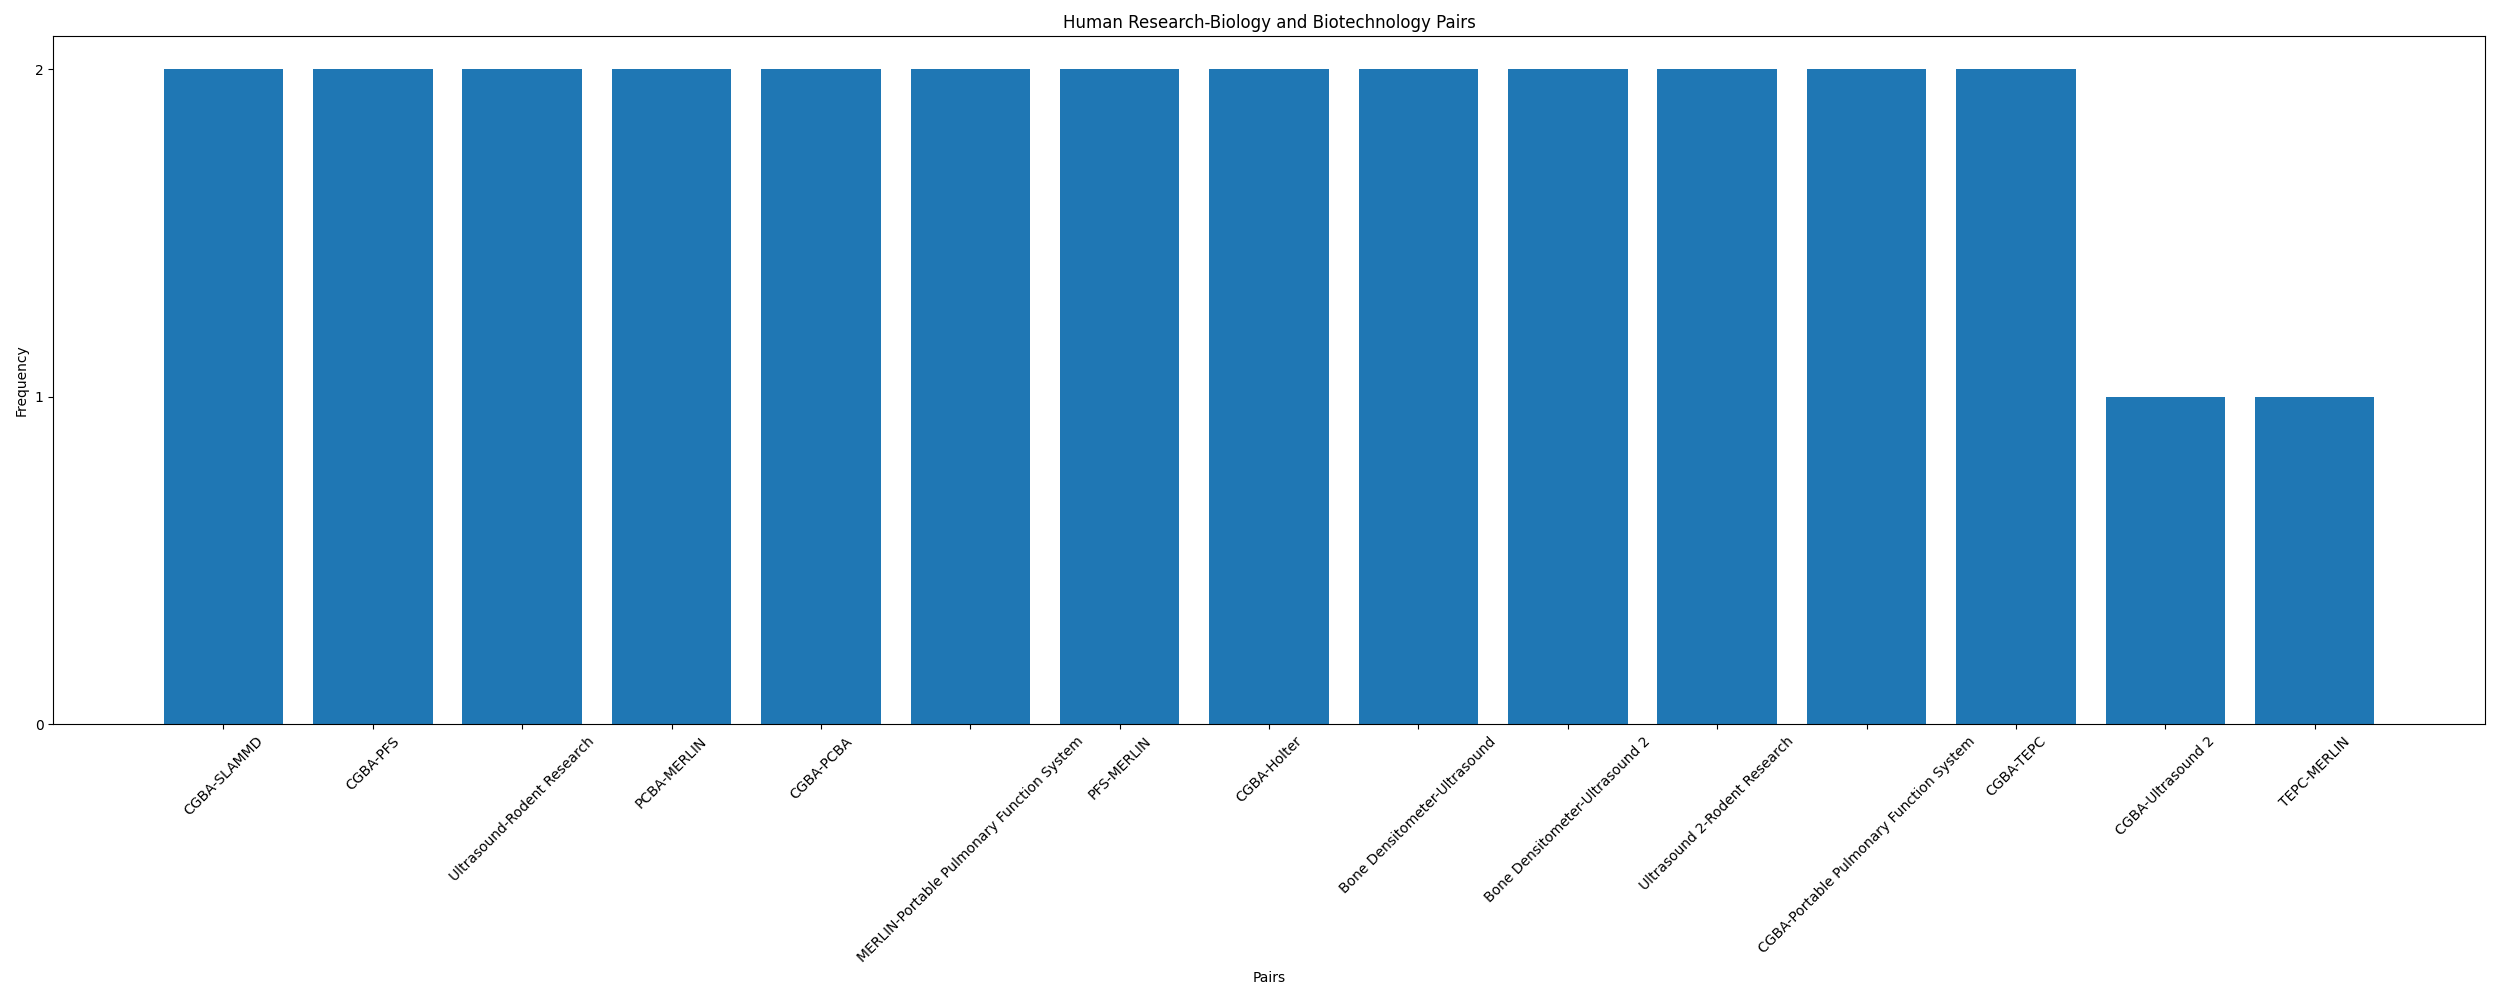 Human Research-Biology and Biotechnology Pairs
Frequency
2
1
0
CGBA-SLAMMD
CGBA-PFS
Ultrasound-Rodent Research
PCBA-MERLIN
CGBA-PCBA
MERLIN-Portable Pulmonary Function System
PFS-MERLIN
CGBA-Holter
Bone Densitometer-Ultrasound
Bone Densitometer-Ultrasound 2
Ultrasound 2-Rodent Research
CGBA-Portable Pulmonary Function System
CGBA-TEPC
CGBA-Ultrasound 2
TEPC-MERLIN
Pairs